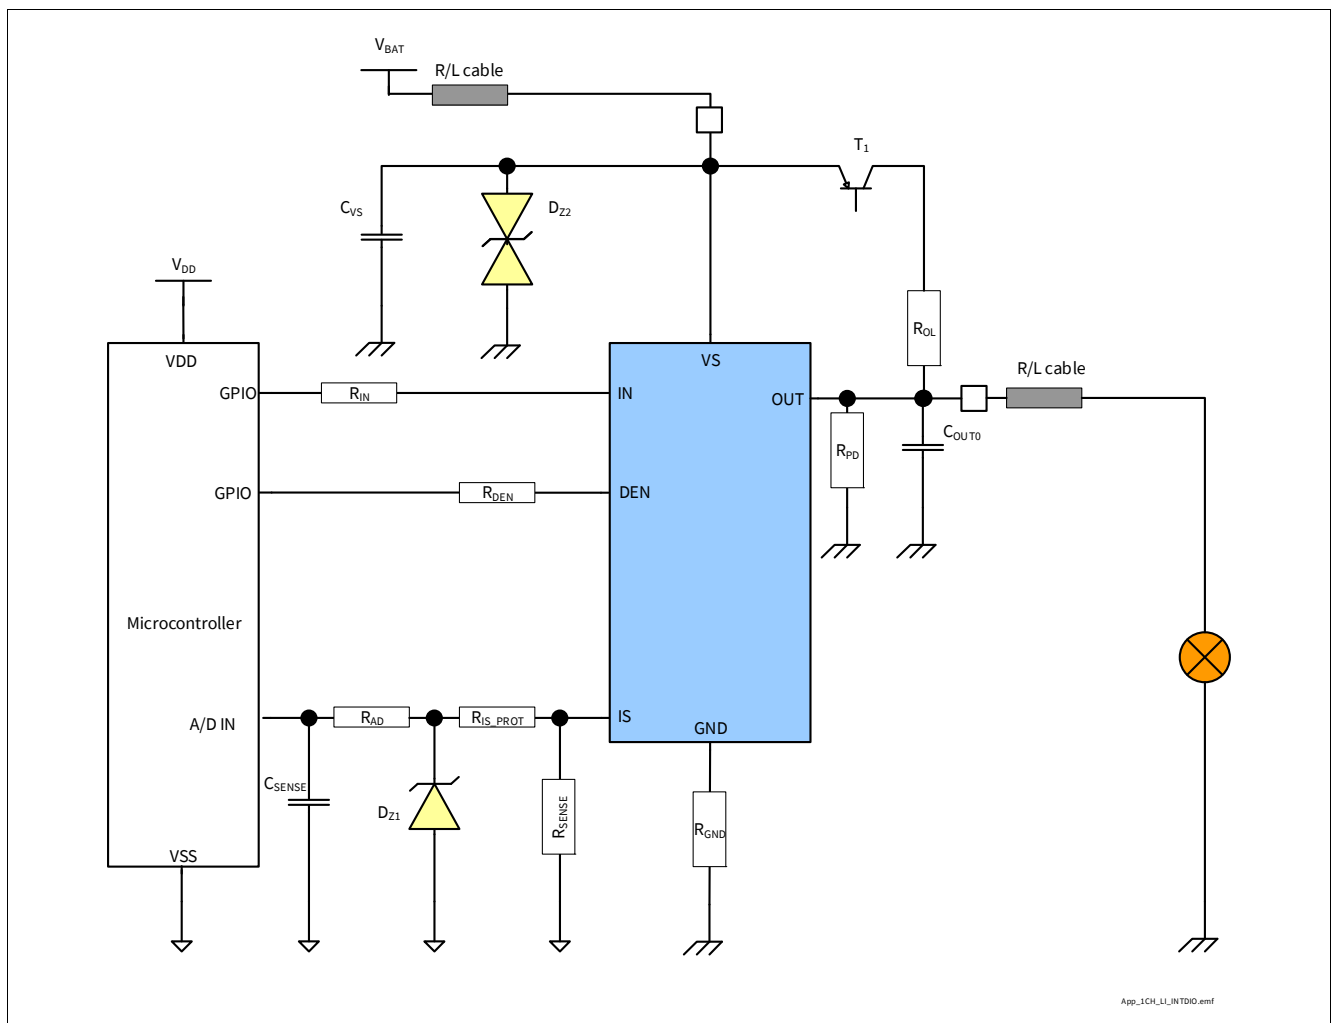 VBAT
R/L cable
T1
CVS
DZ2
VDD
ROL
VDD
VS
R/L cable
GPIO
RIN
IN
OUT
COUT0
RPD
GPIO
RDEN
DEN
Microcontroller
A/D IN
RAD
RIS_PROT
IS
GND
CSENSE
DZ1
RSENSE
RGND
VSS
App_1CH_LI_INTDIO.emf